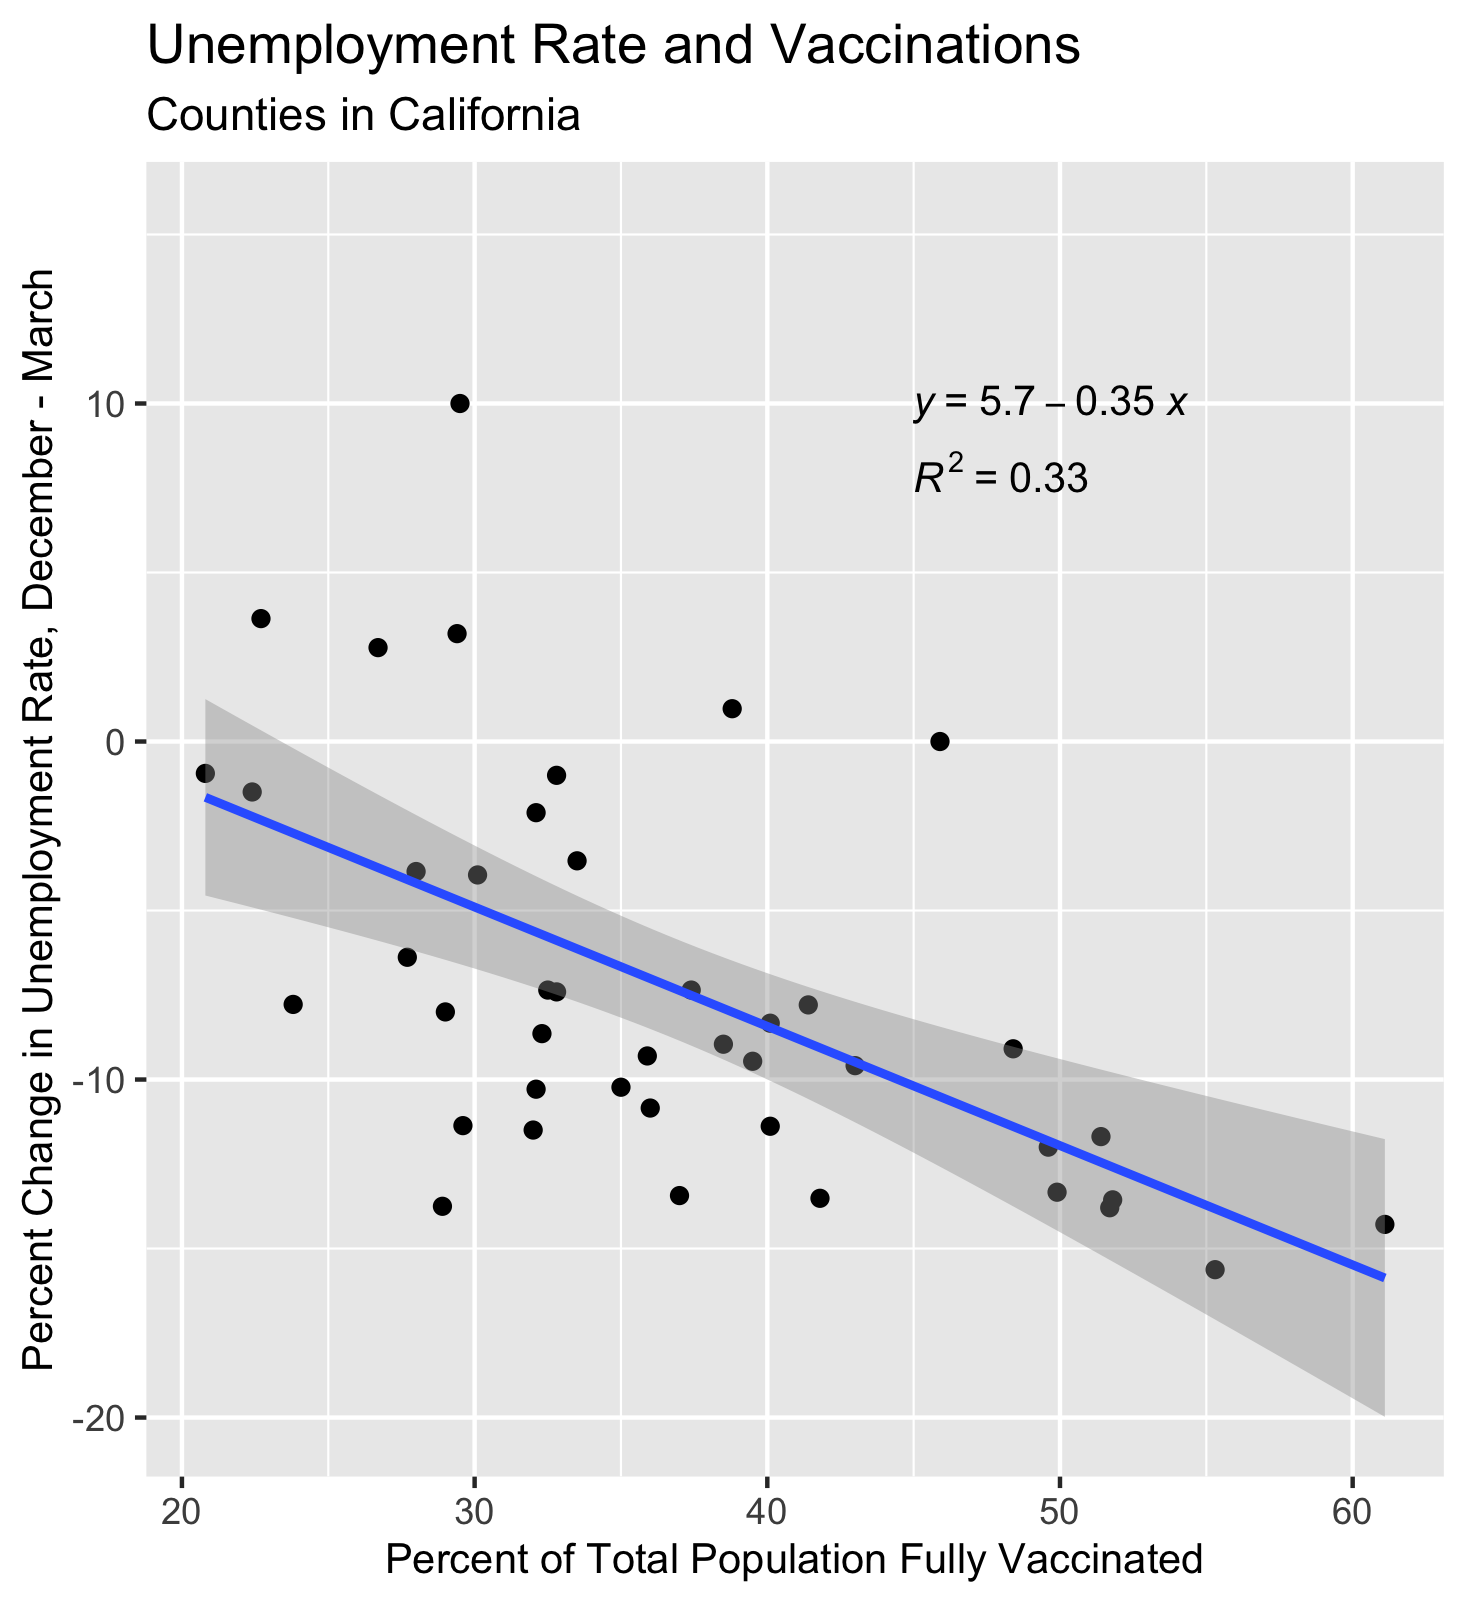 Unemployment Rate and Vaccinations
Counties in California
Percent Change in Unemployment Rate, December - March
10
0
-10
-20
y = 5.7 – 0.35 x
R² = 0.33
20 30 40 50 60
Percent of Total Population Fully Vaccinated